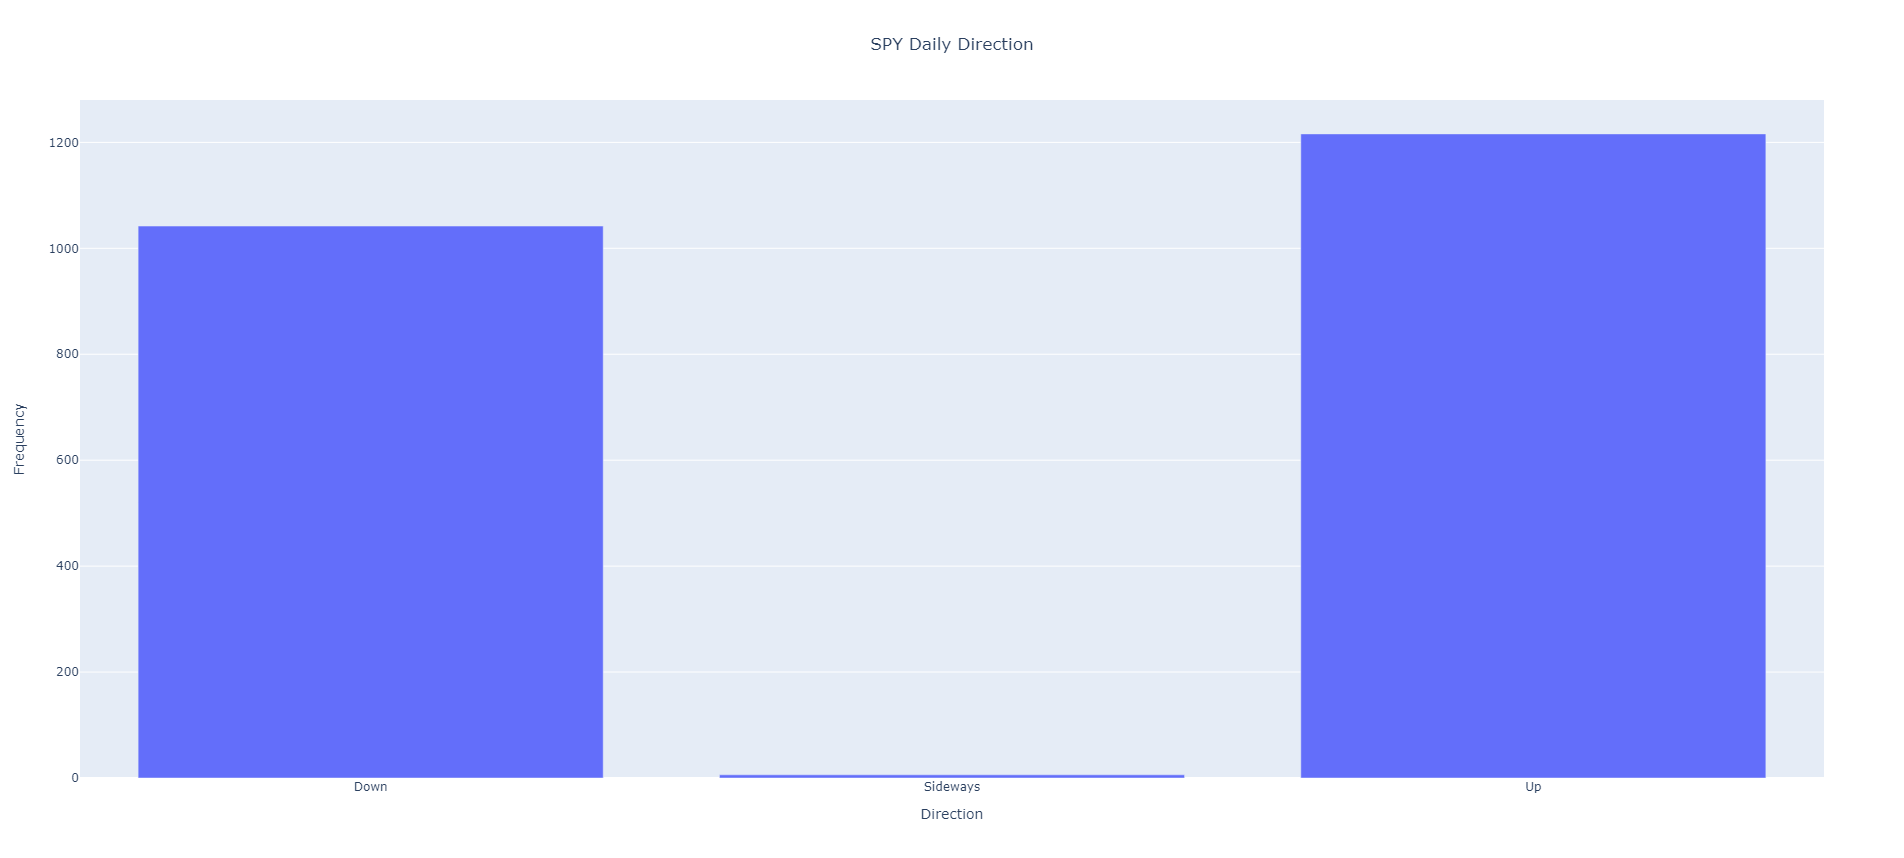 SPY Daily Direction
1200
1000
800
600
400
200
0
Frequency
Down
Sideways
Up
Direction